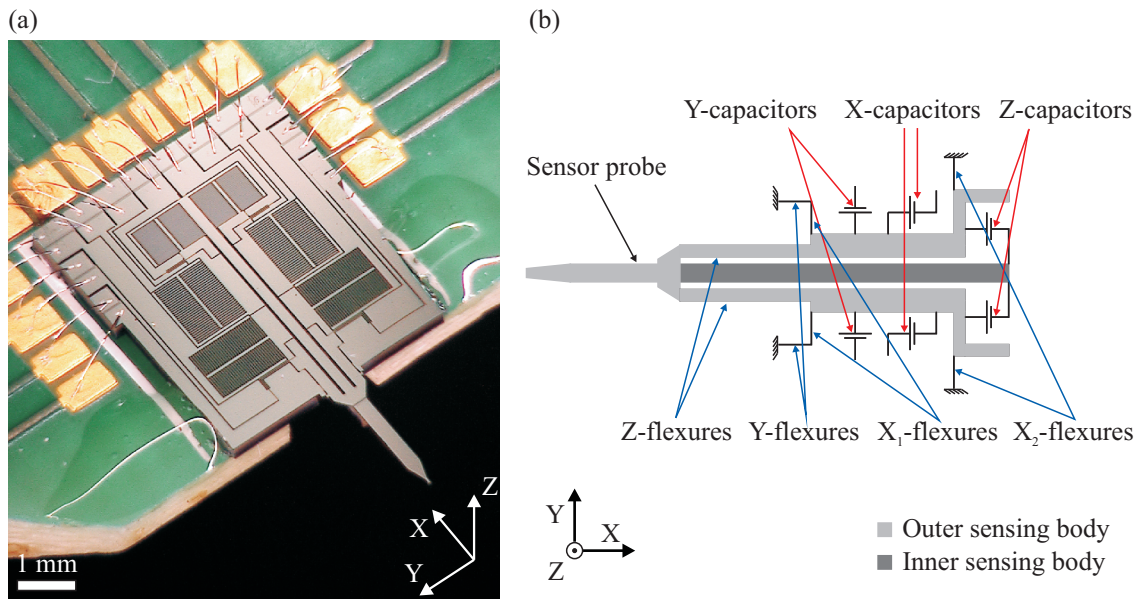 (a)
(b)
Y-capacitors
X-capacitors
Z-capacitors
Sensor probe
Z-flexures
Y-flexures
X₁-flexures
X₂-flexures
Z
X
Y
1 mm
Y
X
Z
Outer sensing body
Inner sensing body